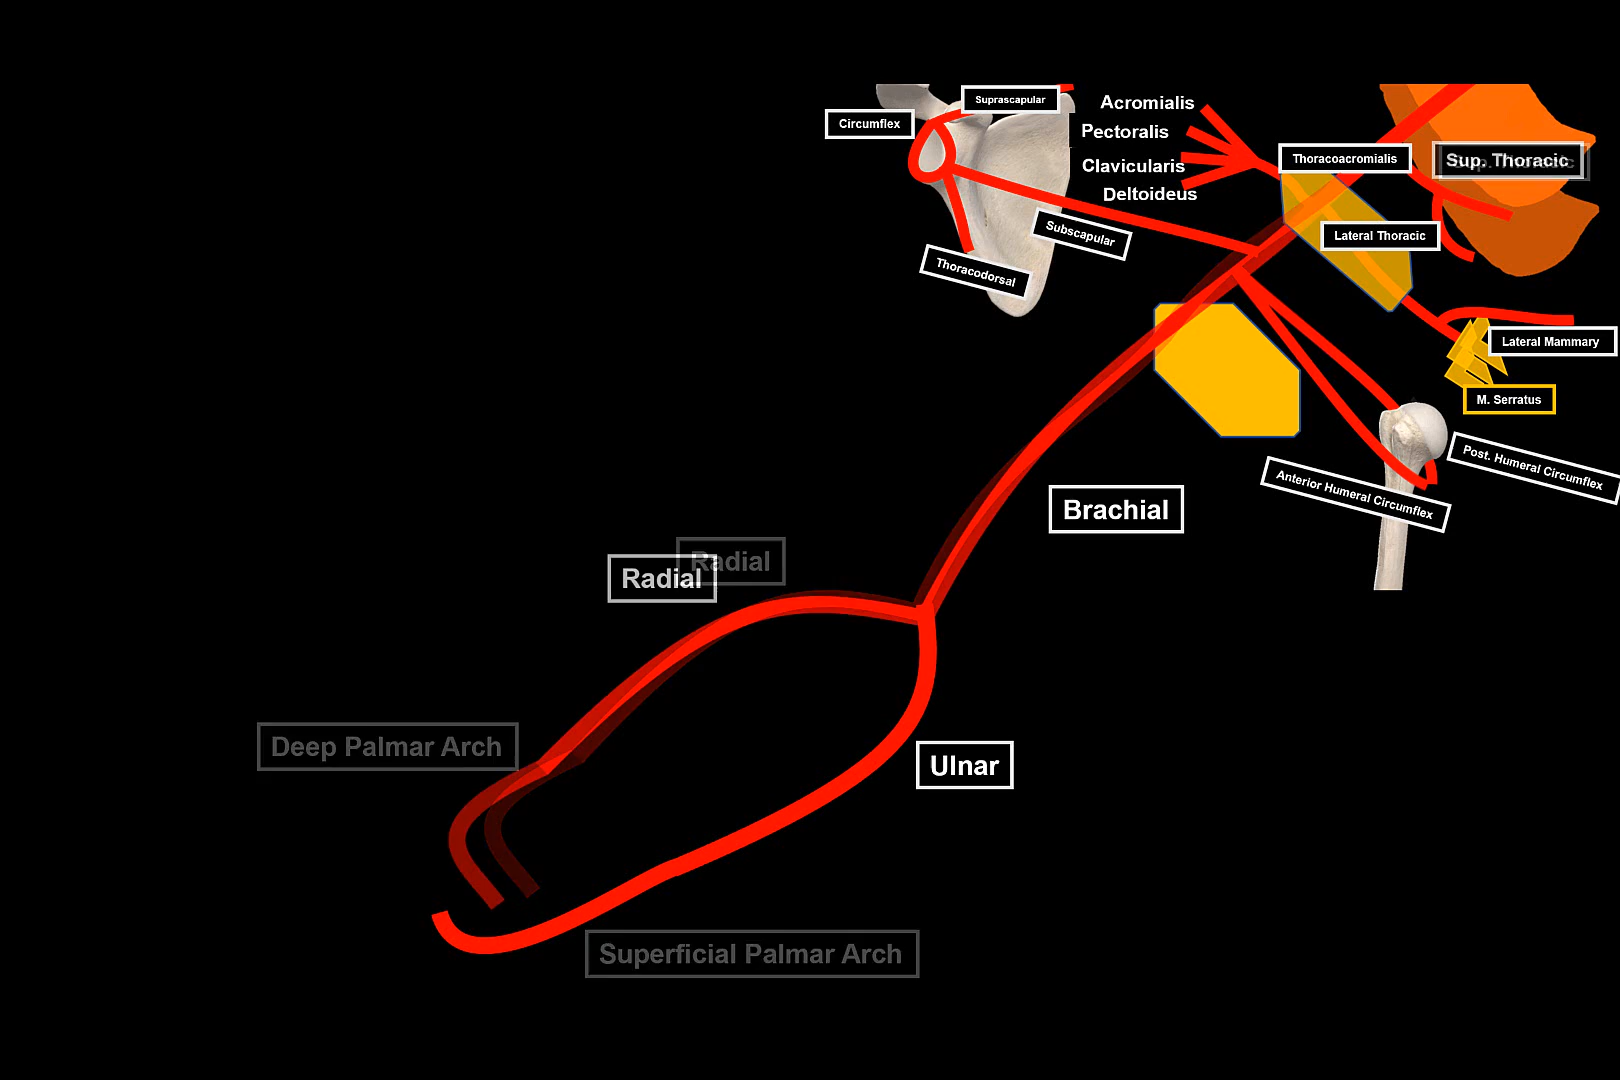 Suprascapular
Circumflex
Acromialis
Pectoralis
Clavicularis
Deltoideus
Thoracoacromialis
Sup. Thoracic
Lateral Thoracic
Subscapular
Thoracodorsal
Lateral Mammary
M. Serratus
Post. Humeral Circumflex
Anterior Humeral Circumflex
Brachial
Radial
Radial
Deep Palmar Arch
Ulnar
Superficial Palmar Arch